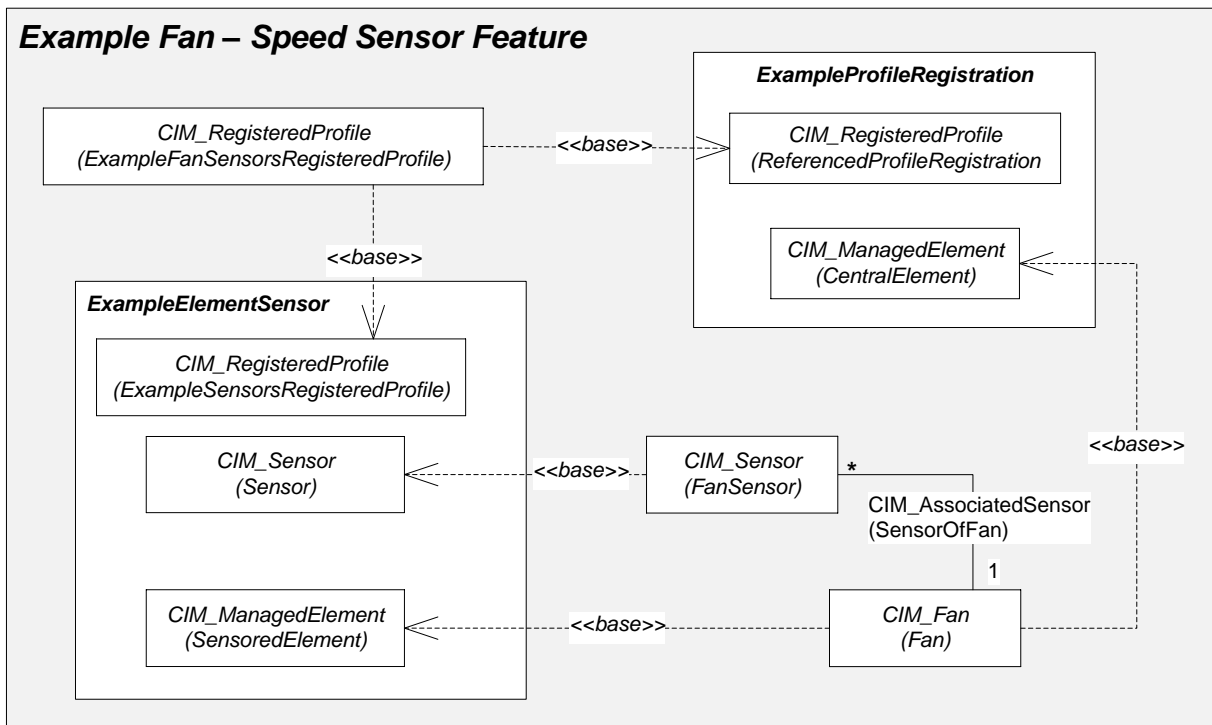 Example Fan – Speed Sensor Feature
ExampleProfileRegistration
CIM_RegisteredProfile
(ExampleFanSensorsRegisteredProfile)
<<base>>
CIM_RegisteredProfile
(ReferencedProfileRegistration
<<base>>
CIM_ManagedElement
(CentralElement)
ExampleElementSensor
CIM_RegisteredProfile
(ExampleSensorsRegisteredProfile)
<<base>>
CIM_Sensor
(Sensor)
<<base>>
CIM_Sensor
(FanSensor)
*
CIM_AssociatedSensor
(SensorOfFan)
1
CIM_ManagedElement
(SensoredElement)
<<base>>
CIM_Fan
(Fan)